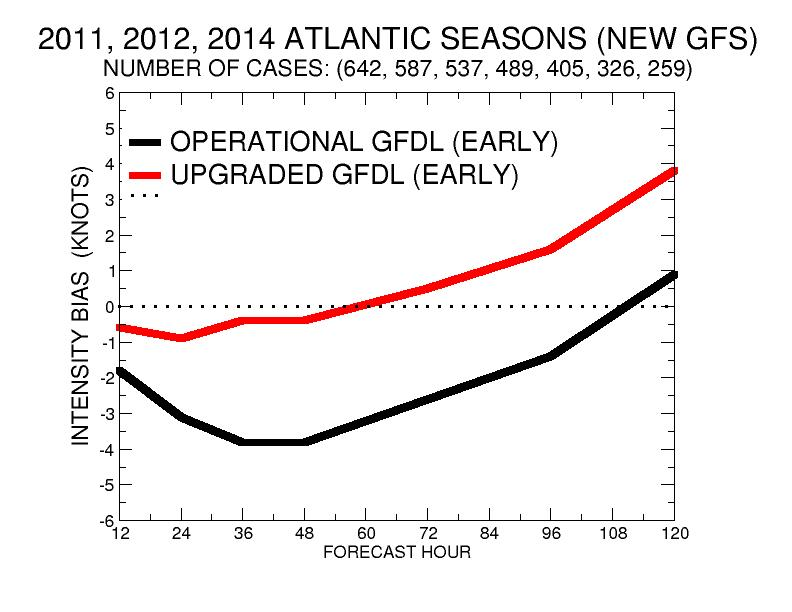 2011, 2012, 2014 ATLANTIC SEASONS (NEW GFS)
NUMBER OF CASES: (642, 587, 537, 489, 405, 326, 259)
OPERATIONAL GFDL (EARLY)
UPGRADED GFDL (EARLY)
INTENSITY BIAS (KNOTS)
6
5
4
3
2
1
0
-1
-2
-3
-4
-5
-6
12 24 36 48 60 72 84 96 108 120
FORECAST HOUR